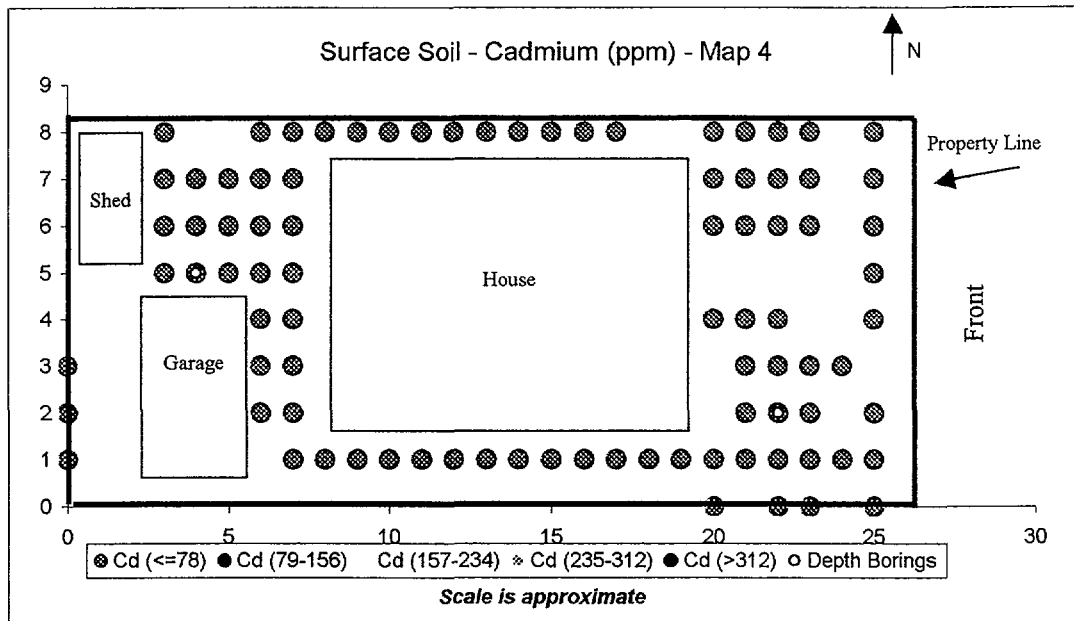 Surface Soil - Cadmium (ppm) - Map 4
N
9
8
7
6
5
4
3
2
1
0
Property Line
Shed
House
Garage
Front
0 5 10 15 20 25 30
Cd (<=78) Cd (79-156) Cd (157-234) Cd (235-312) Cd (>312) Depth Borings
Scale is approximate